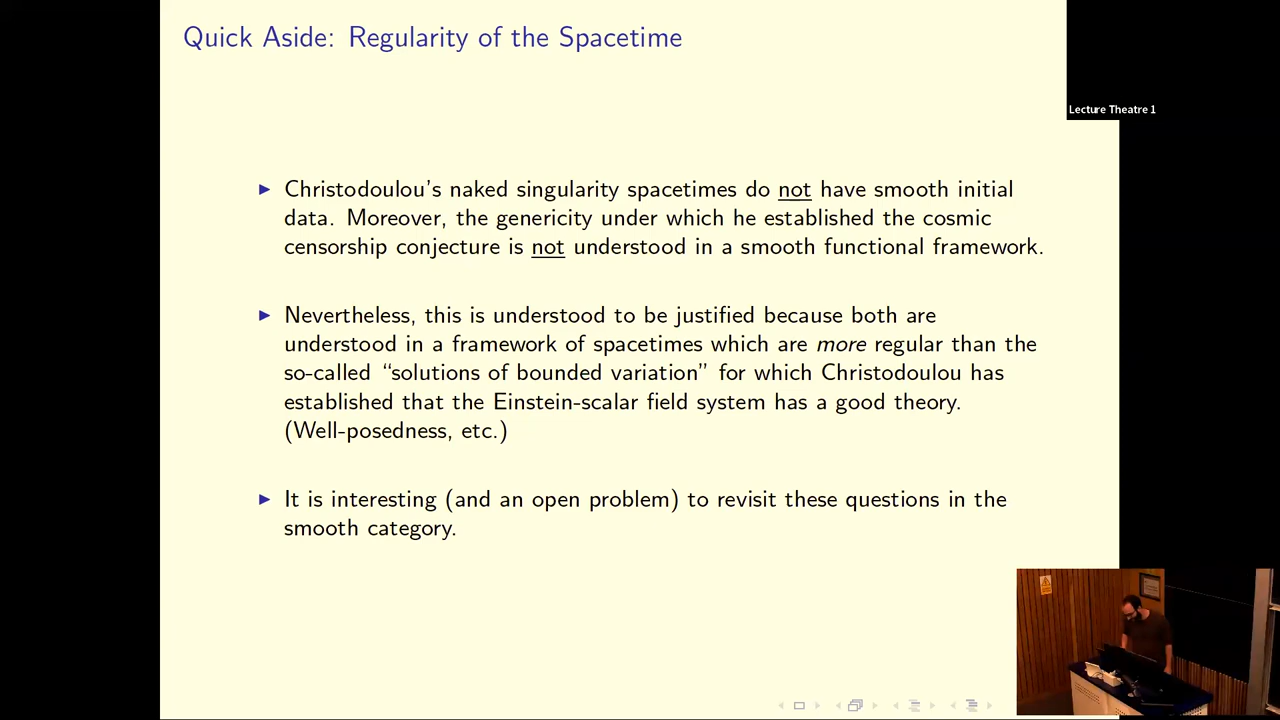 Quick Aside: Regularity of the Spacetime
Lecture Theatre 1
▶ Christodoulou's naked singularity spacetimes do not have smooth initial
data. Moreover, the genericity under which he established the cosmic
censorship conjecture is not understood in a smooth functional framework.
▶ Nevertheless, this is understood to be justified because both are
understood in a framework of spacetimes which are more regular than the
so-called “solutions of bounded variation” for which Christodoulou has
established that the Einstein-scalar field system has a good theory.
(Well-posedness, etc.)
▶ It is interesting (and an open problem) to revisit these questions in the
smooth category.